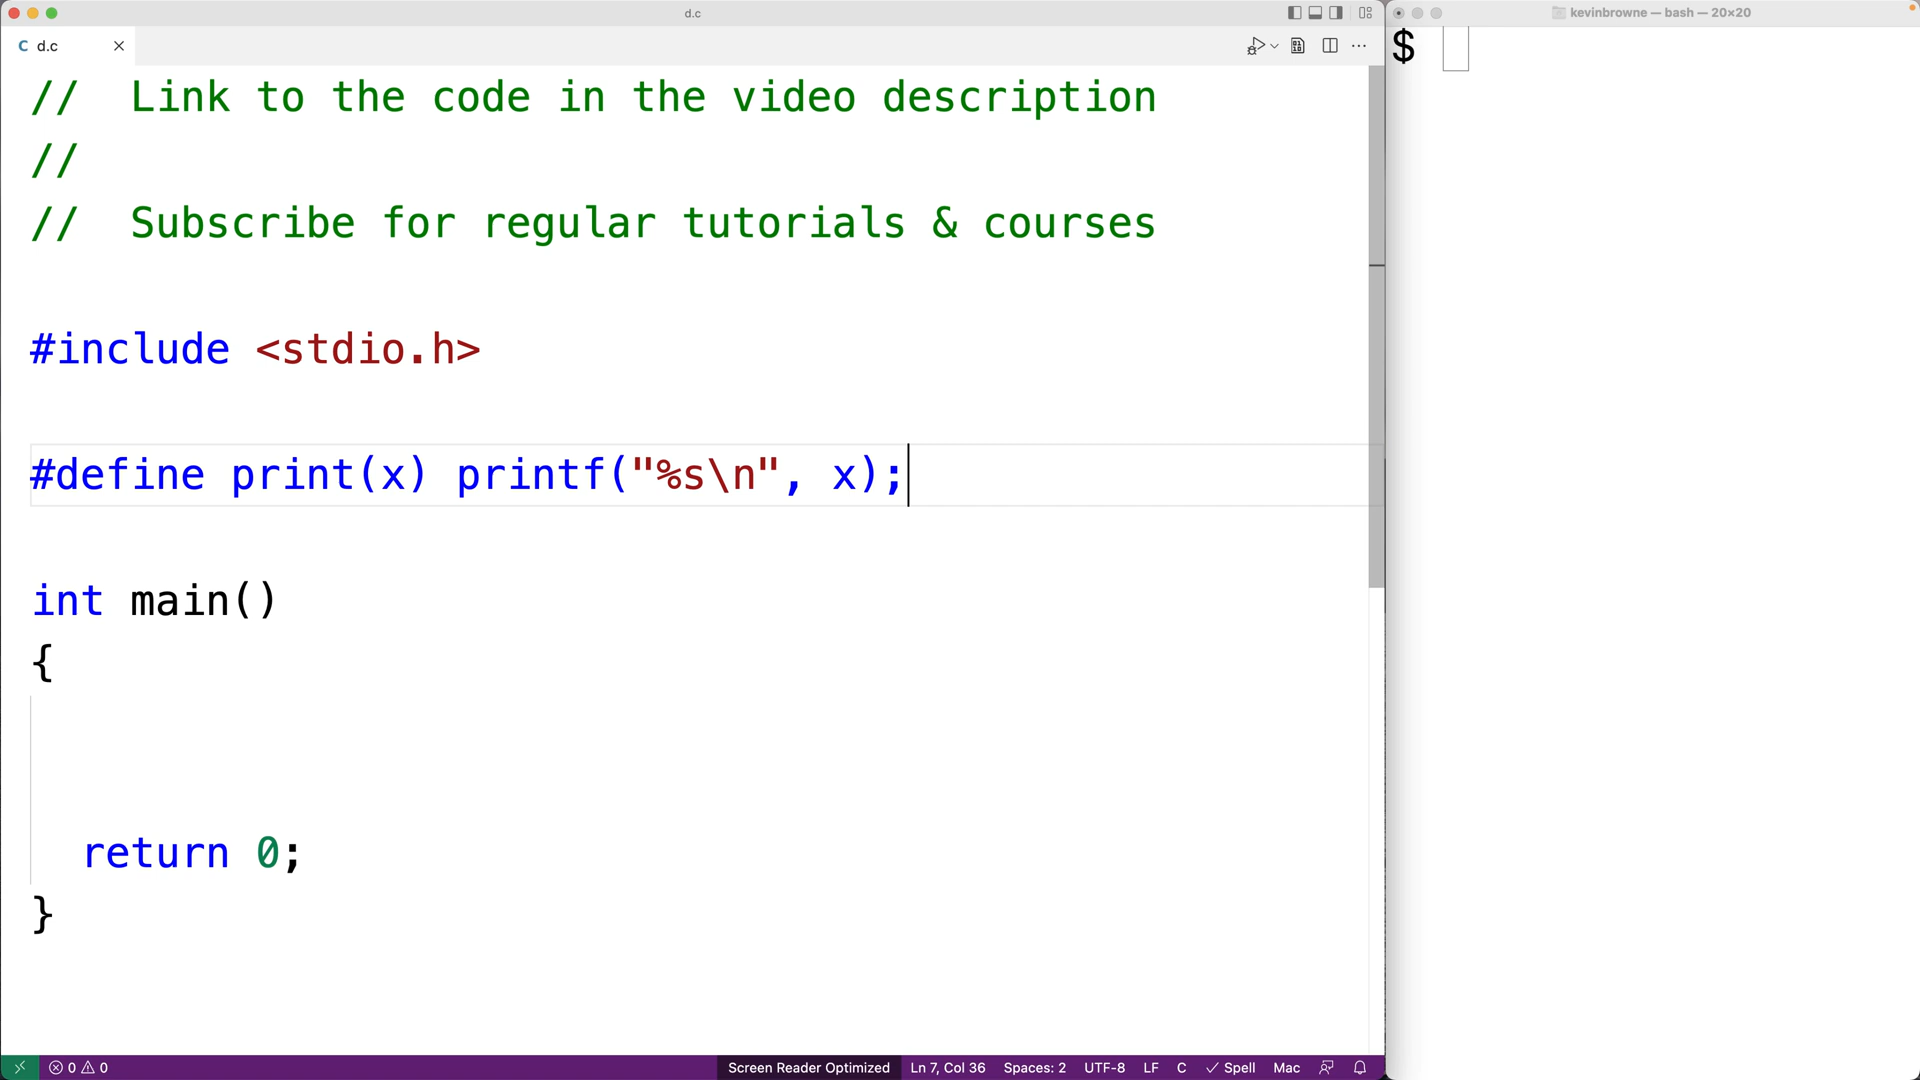 d.c
kevinbrowne — bash — 20×20
C d.c
$
//  Link to the code in the video description
//
//  Subscribe for regular tutorials & courses
#include <stdio.h>
#define print(x) printf("%s\n", x);
int main()
{
return 0;
}
0 0 Screen Reader Optimized Ln 7, Col 36 Spaces: 2 UTF-8 LF C Spell Mac